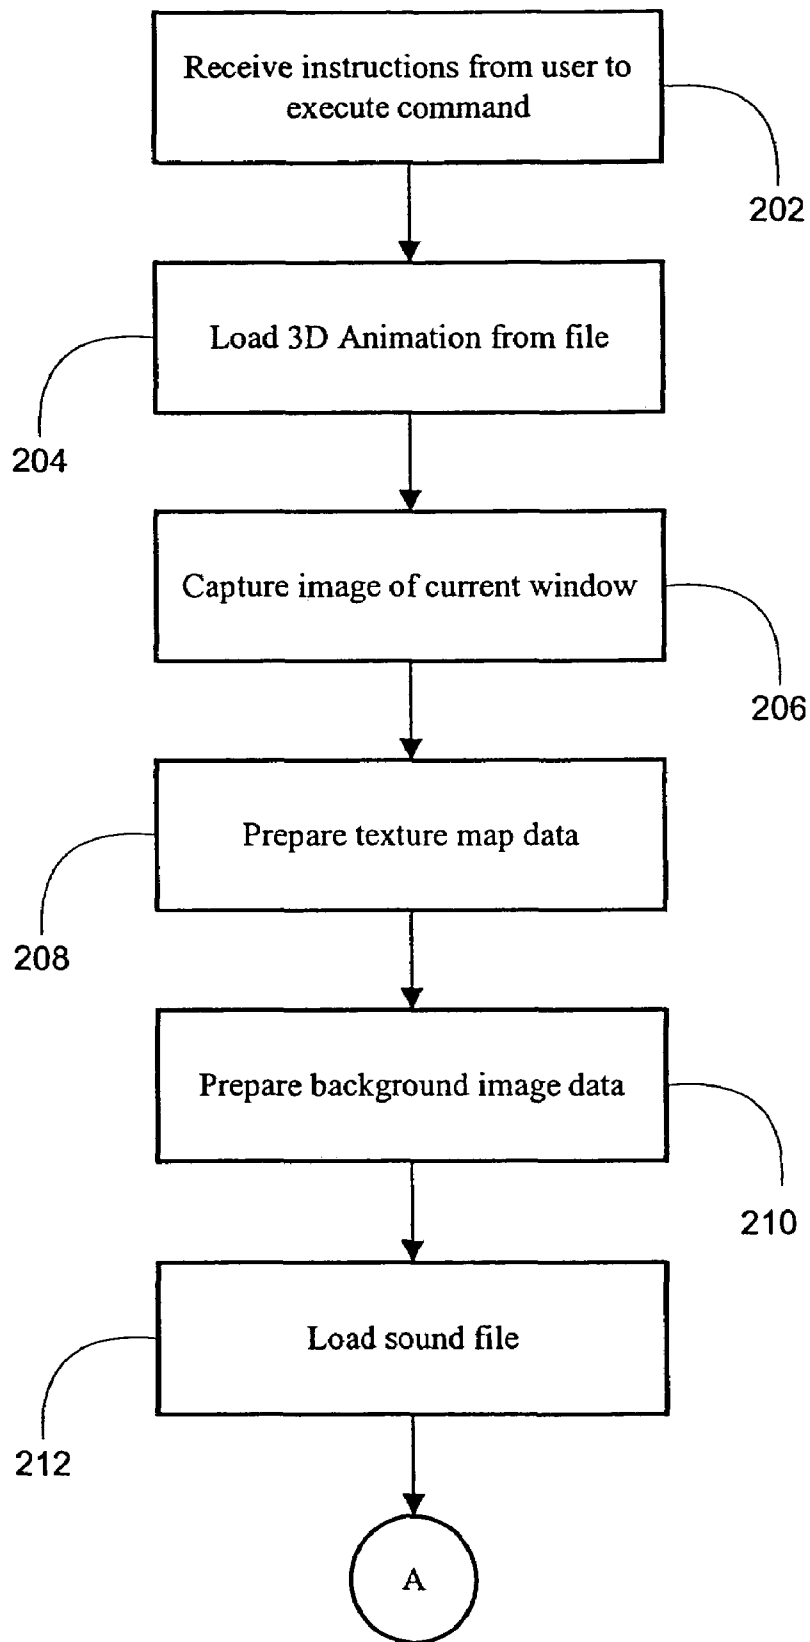 Receive instructions from user to
execute command
202
Load 3D Animation from file
204
Capture image of current window
206
Prepare texture map data
208
Prepare background image data
210
Load sound file
212
A